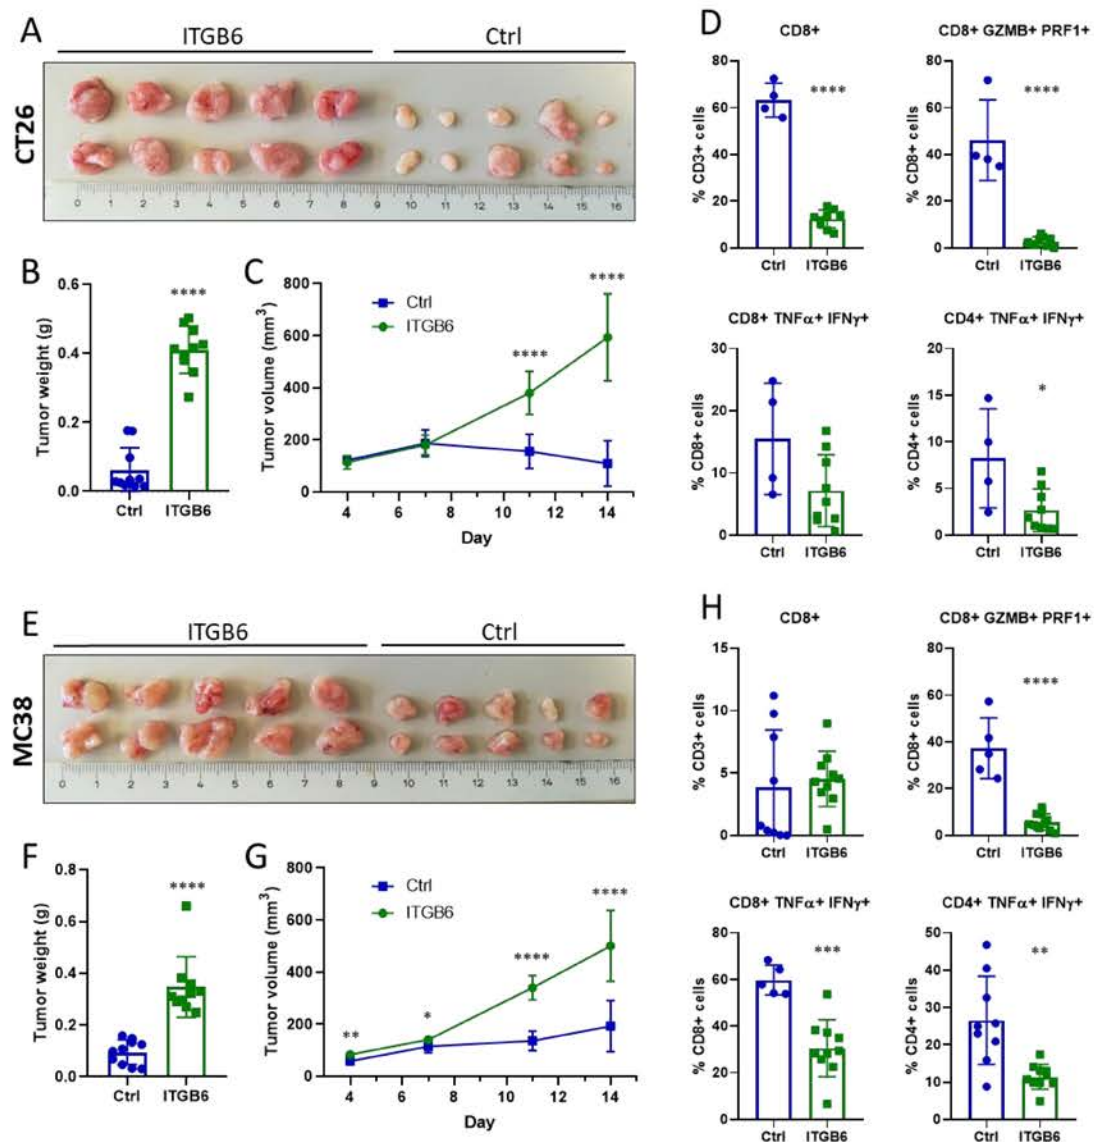 A
ITGB6 Ctrl
CT26
0 1 2 3 4 5 6 7 8 9 10 11 12 13 14 15 16
B
Tumor weight (g)
0.6
0.4
0.2
0.0
****
Ctrl ITGB6
C
Tumor volume (mm³)
800
600
400
200
0
Ctrl
ITGB6
****
****
4 6 8 10 12 14
Day
D
CD8+
% CD3+ cells
80
60
40
20
0
****
Ctrl ITGB6
CD8+ GZMB+ PRF1+
% CD8+ cells
80
60
40
20
0
****
Ctrl ITGB6
CD8+ TNFα+ IFNγ+
% CD8+ cells
30
20
10
0
Ctrl ITGB6
CD4+ TNFα+ IFNγ+
% CD4+ cells
20
15
10
5
0
*
Ctrl ITGB6
E
ITGB6 Ctrl
MC38
0 1 2 3 4 5 6 7 8 9 10 11 12 13 14 15 16
F
Tumor weight (g)
0.8
0.6
0.4
0.2
0.0
****
Ctrl ITGB6
G
Tumor volume (mm³)
800
600
400
200
0
Ctrl
ITGB6
**
*
****
****
4 6 8 10 12 14
Day
H
CD8+
% CD3+ cells
15
10
5
0
Ctrl ITGB6
CD8+ GZMB+ PRF1+
% CD8+ cells
80
60
40
20
0
****
Ctrl ITGB6
CD8+ TNFα+ IFNγ+
% CD8+ cells
80
60
40
20
0
***
Ctrl ITGB6
CD4+ TNFα+ IFNγ+
% CD4+ cells
50
40
30
20
10
0
**
Ctrl ITGB6